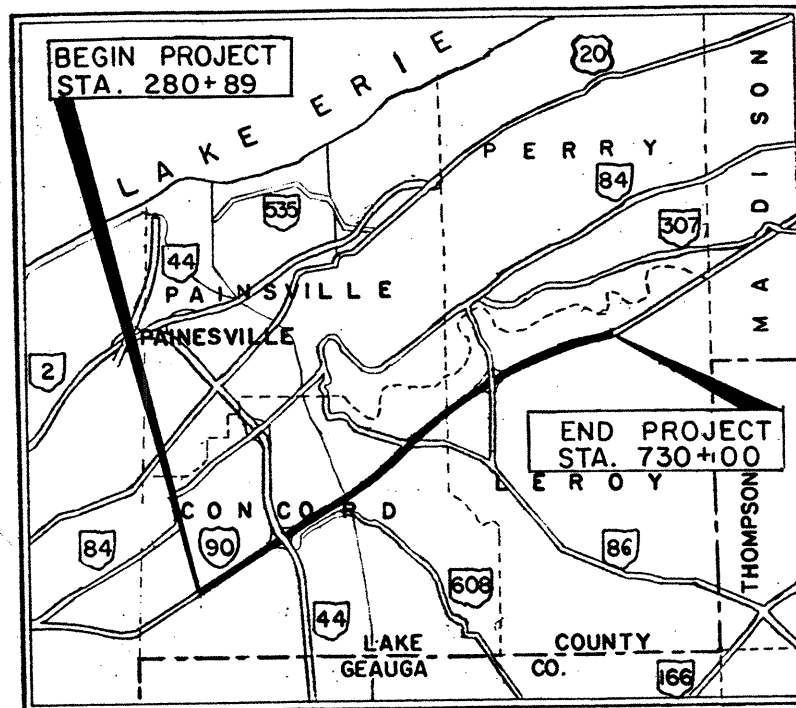 BEGIN PROJECT
STA. 280+89
LAKE ERIE
20
MADISON
PERRY
84
535
307
44
PAINSVILLE
PAINESVILLE
2
END PROJECT
STA. 730+00
LEROY
CONCORD
THOMPSON
84
90
86
608
44
LAKE COUNTY
GEAUGA CO.
166